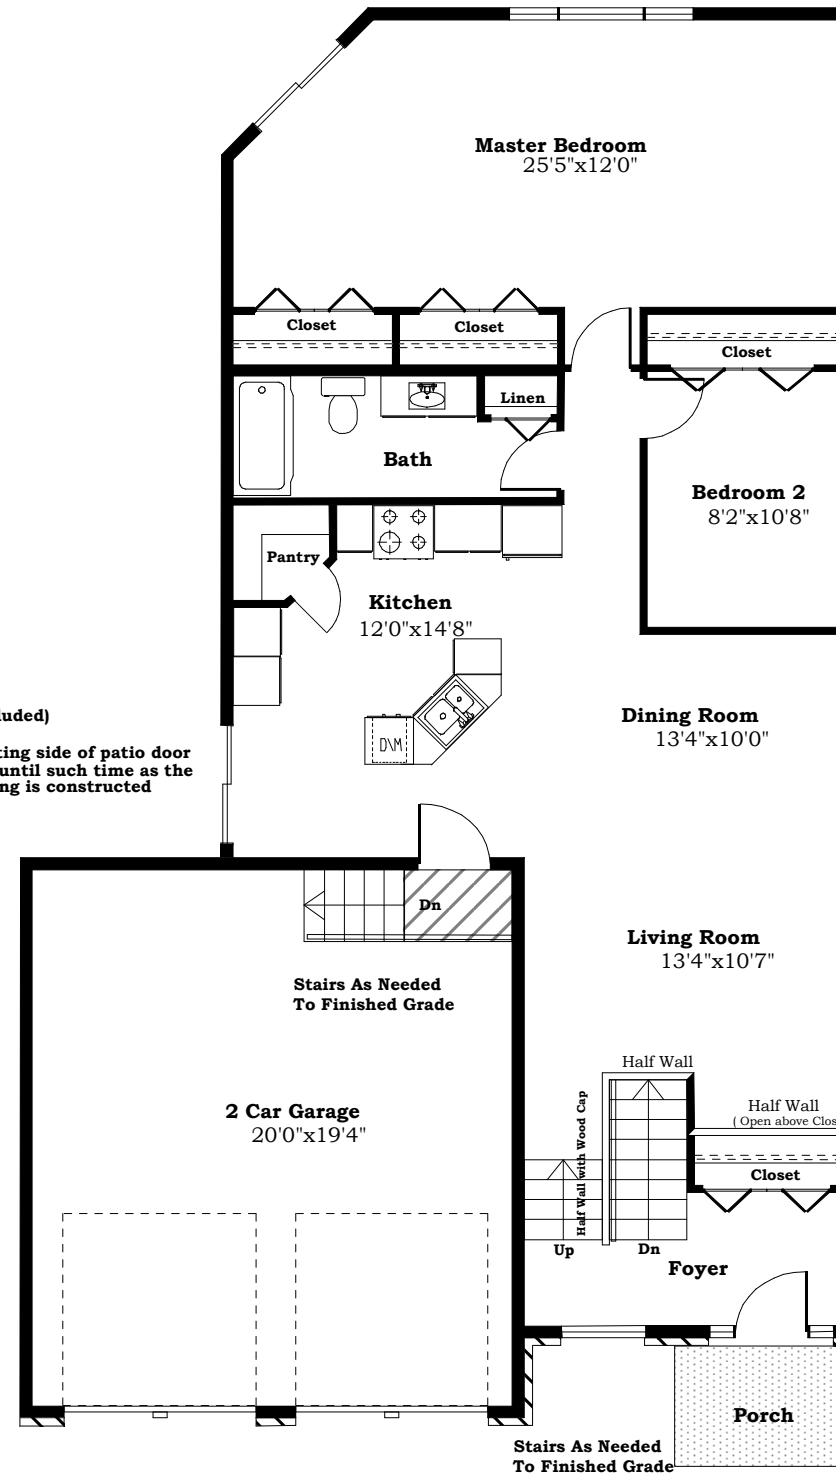 Master Bedroom
25'5"x12'0"
Closet
Closet
Closet
Linen
Bath
Bedroom 2
8'2"x10'8"
Pantry
Kitchen
12'0"x14'8"
D\M
luded)
ting side of patio door
until such time as the
ng is constructed
Dining Room
13'4"x10'0"
Dn
Stairs As Needed
To Finished Grade
Living Room
13'4"x10'7"
Half Wall
Half Wall with Wood Cap
Half Wall
( Open above Clos
Closet
2 Car Garage
20'0"x19'4"
Up
Dn
Foyer
Porch
Stairs As Needed
To Finished Grade